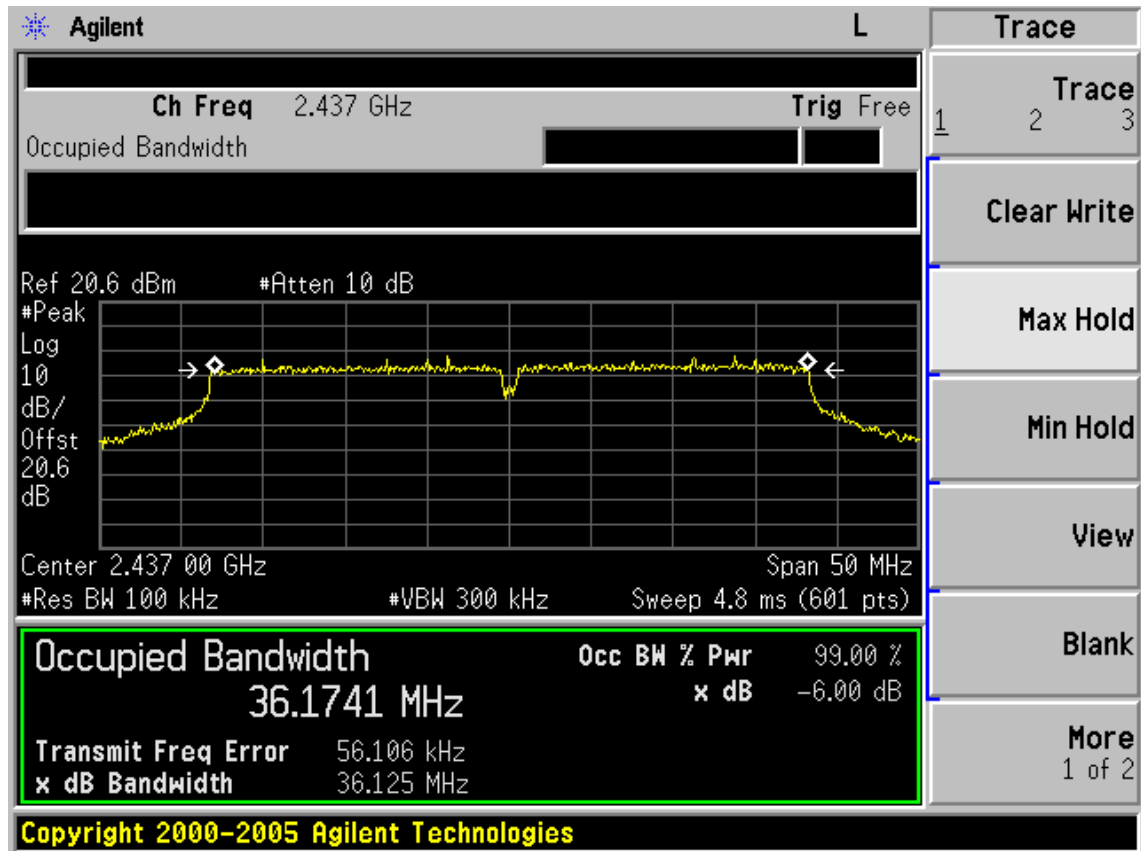 Agilent L
Ch Freq 2.437 GHz Trig Free
Occupied Bandwidth
Ref 20.6 dBm #Atten 10 dB
#Peak
Log
10
dB/
Offst
20.6
dB
Center 2.437 00 GHz Span 50 MHz
#Res BW 100 kHz #VBW 300 kHz Sweep 4.8 ms (601 pts)
Occupied Bandwidth
36.1741 MHz
Occ BW % Pwr 99.00 %
x dB -6.00 dB
Transmit Freq Error 56.106 kHz
x dB Bandwidth 36.125 MHz
Copyright 2000-2005 Agilent Technologies
Trace
Trace
1 2 3
Clear Write
Max Hold
Min Hold
View
Blank
More
1 of 2